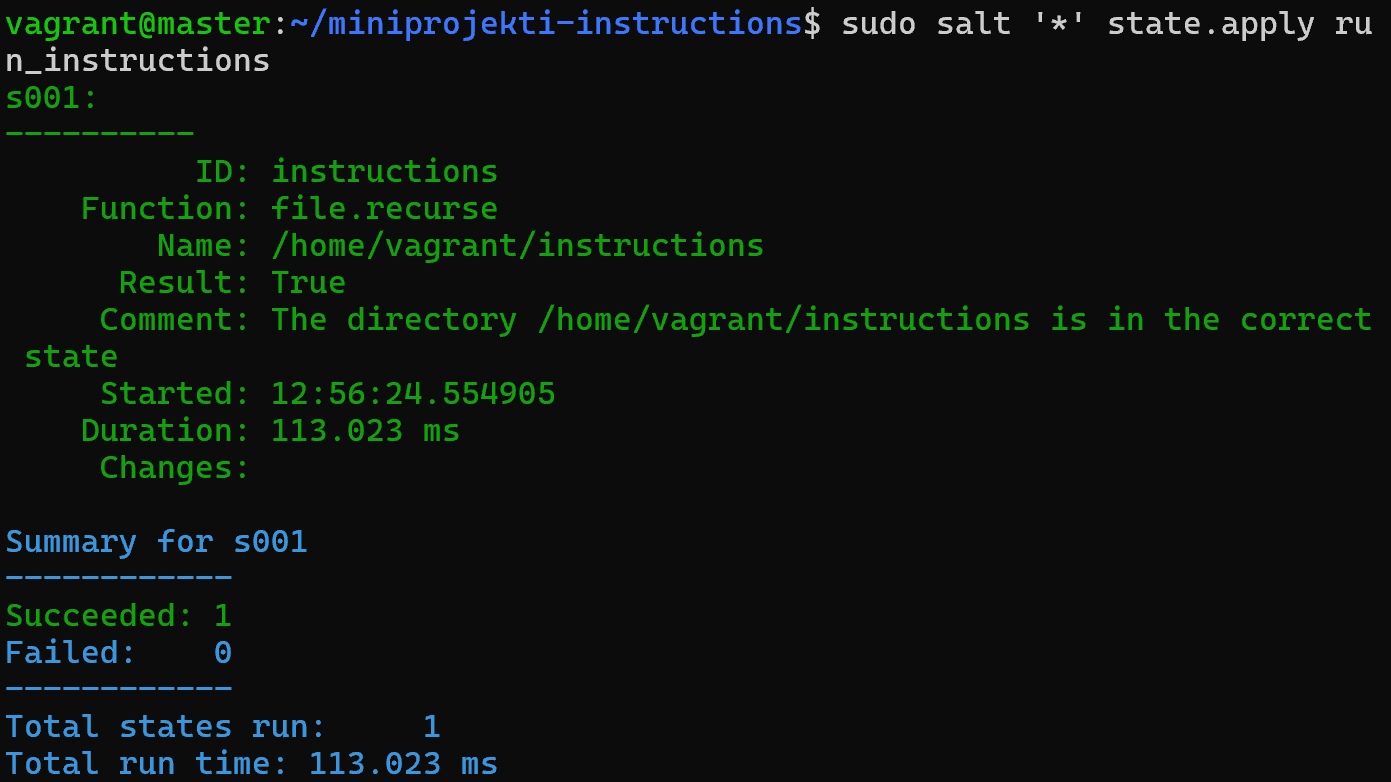 vagrant@master:~/miniprojekti-instructions$ sudo salt '*' state.apply ru
n_instructions
s001:
----------
          ID: instructions
    Function: file.recurse
        Name: /home/vagrant/instructions
      Result: True
     Comment: The directory /home/vagrant/instructions is in the correct
 state
     Started: 12:56:24.554905
    Duration: 113.023 ms
     Changes:

Summary for s001
------------
Succeeded: 1
Failed:    0
------------
Total states run:     1
Total run time: 113.023 ms